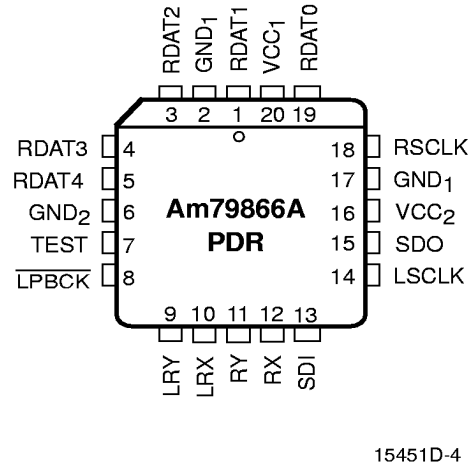 RDAT2
GND1
RDAT1
VCC1
RDAT0
3 2 1 20 19
RDAT3 4
RDAT4 5
GND2 6
TEST 7
LPBCK 8
18 RSCLK
17 GND1
16 VCC2
15 SDO
14 LSCLK
Am79866A
PDR
9 10 11 12 13
LRY
LRX
RY
RX
SDI
15451D-4